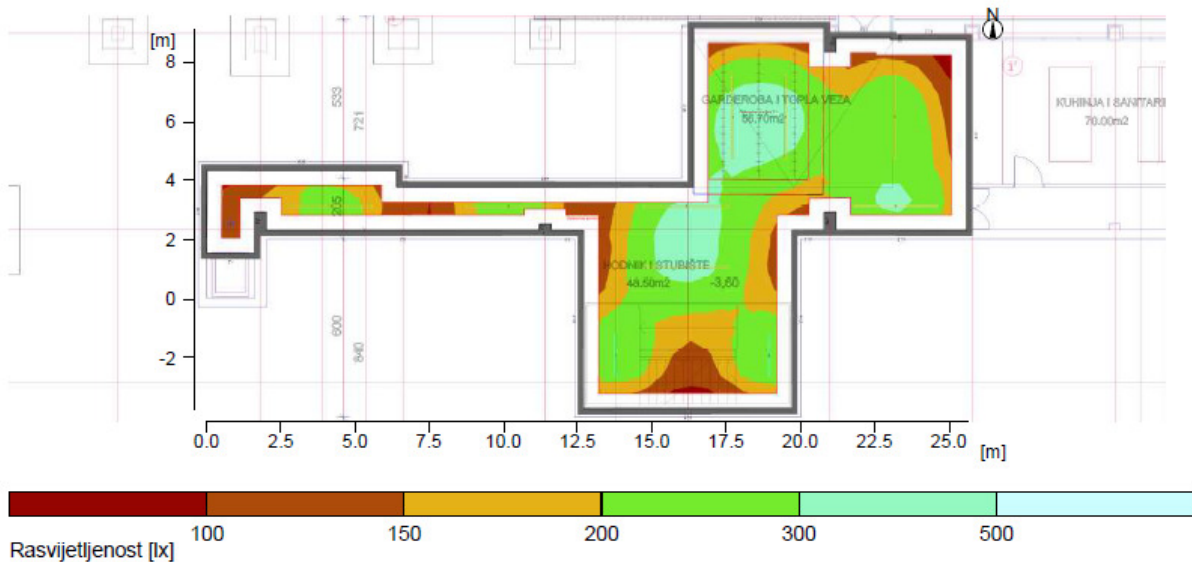 N
[m]
8
6
4
2
0
-2
533
721
205
600
840
GARDEROBA I TOPLA VEZA
56.70m2
KUHINJA I SANITARI
70.00m2
1'
HODNIK I STUBIŠTE
48.50m2
-3,60
0.0 2.5 5.0 7.5 10.0 12.5 15.0 17.5 20.0 22.5 25.0
[m]
100 150 200 300 500
Rasvijetljenost [lx]